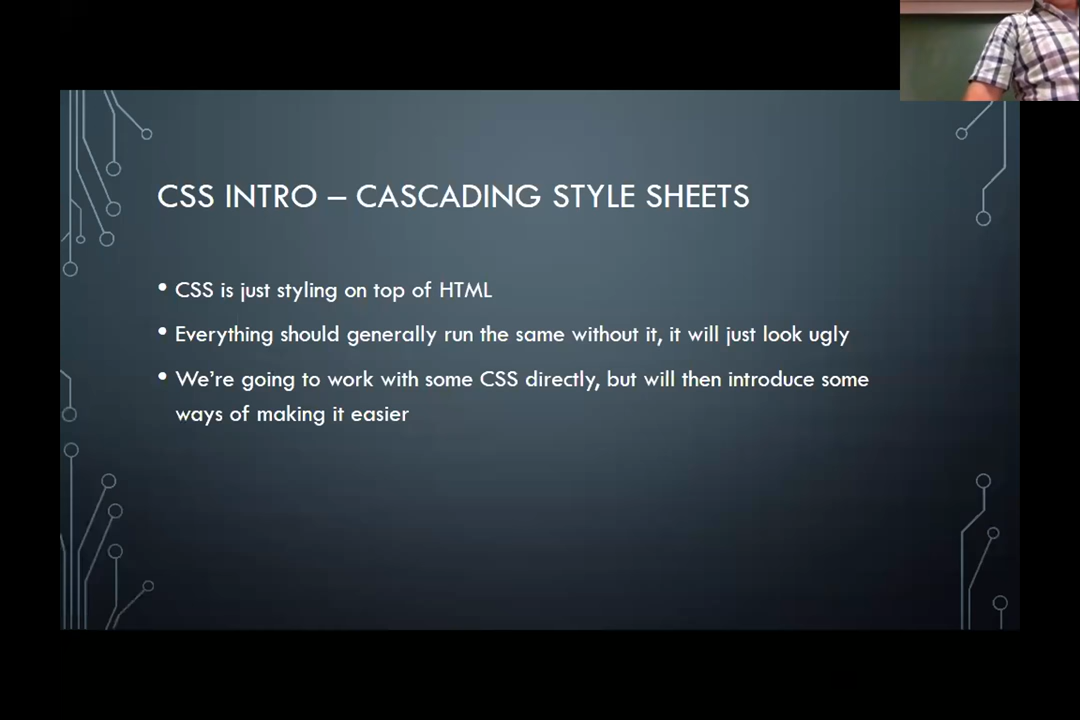 CSS INTRO – CASCADING STYLE SHEETS
• CSS is just styling on top of HTML
• Everything should generally run the same without it, it will just look ugly
• We’re going to work with some CSS directly, but will then introduce some
ways of making it easier